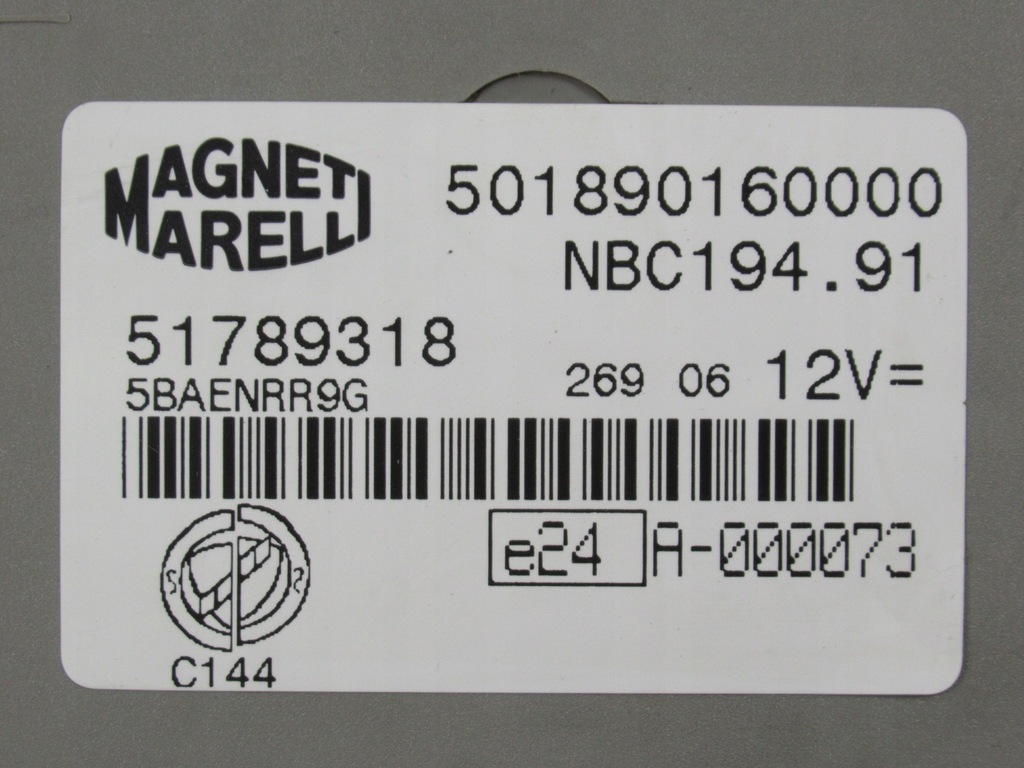 MAGNETI
MARELLI
501890160000
NBC194.91
51789318
269 06 12V=
5BAENRR9G
e24 A-000073
C144